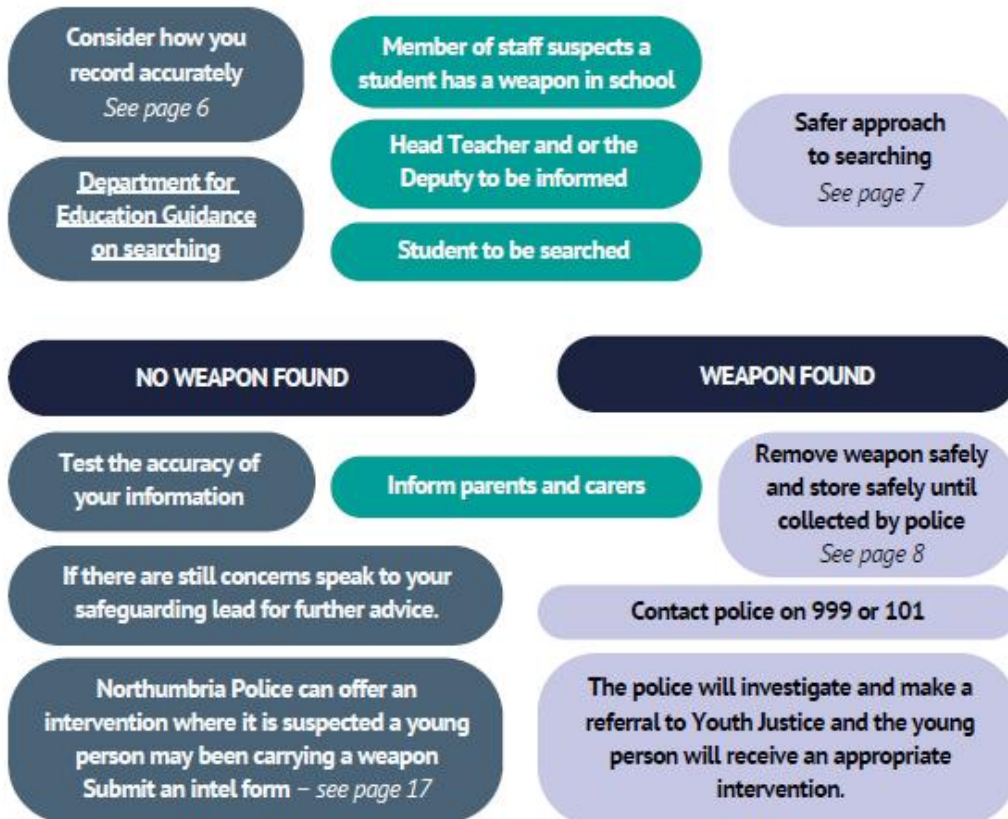 Consider how you
record accurately
See page 6
Department for
Education Guidance
on searching
Member of staff suspects a
student has a weapon in school
Head Teacher and or the
Deputy to be informed
Student to be searched
Safer approach
to searching
See page 7
NO WEAPON FOUND
WEAPON FOUND
Test the accuracy of
your information
Inform parents and carers
Remove weapon safely
and store safely until
collected by police
See page 8
If there are still concerns speak to your
safeguarding lead for further advice.
Contact police on 999 or 101
Northumbria Police can offer an
intervention where it is suspected a young
person may been carrying a weapon
Submit an intel form – see page 17
The police will investigate and make a
referral to Youth Justice and the young
person will receive an appropriate
intervention.